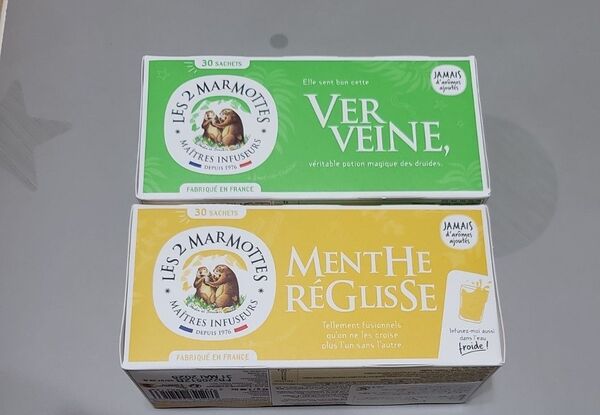 30 SACHETS
LES 2 MARMOTTES
MAÎTRES INFUSEURS
DEPUIS 1976
FABRIQUÉ EN FRANCE
Elle sent bon cette
VERVEINE,
véritable potion magique des druides.
JAMAIS
d'arômes
ajoutés
30 SACHETS
LES 2 MARMOTTES
MAÎTRES INFUSEURS
DEPUIS 1976
FABRIQUÉ EN FRANCE
MENTHE
RÉGLISSE
Tellement fusionnels
qu'on ne les croise
plus l'un sans l'autre.
JAMAIS
d'arômes
ajoutés
Infusez-moi aussi
dans l'eau
froide!